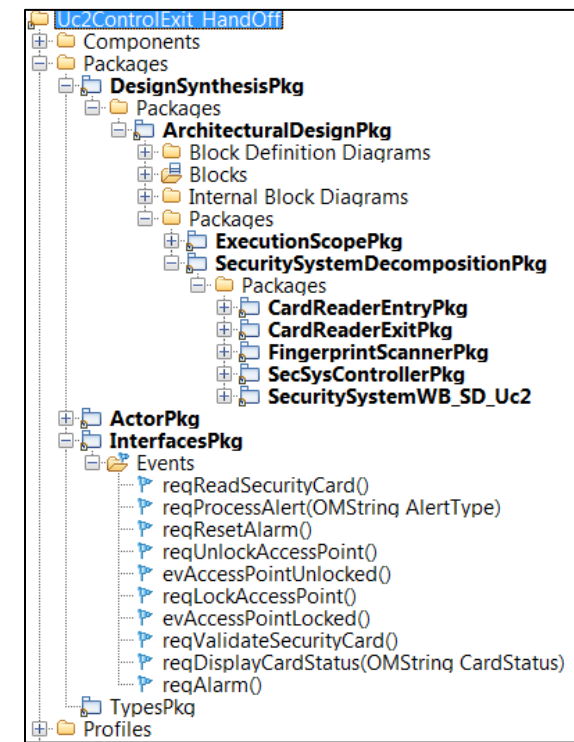 Uc2ControlExit_HandOff
Components
Packages
DesignSynthesisPkg
Packages
ArchitecturalDesignPkg
Block Definition Diagrams
Blocks
Internal Block Diagrams
Packages
ExecutionScopePkg
SecuritySystemDecompositionPkg
Packages
CardReaderEntryPkg
CardReaderExitPkg
FingerprintScannerPkg
SecSysControllerPkg
SecuritySystemWB_SD_Uc2
ActorPkg
InterfacesPkg
Events
reqReadSecurityCard()
reqProcessAlert(OMString AlertType)
reqResetAlarm()
reqUnlockAccessPoint()
evAccessPointUnlocked()
reqLockAccessPoint()
evAccessPointLocked()
reqValidateSecurityCard()
reqDisplayCardStatus(OMString CardStatus)
reqAlarm()
TypesPkg
Profiles